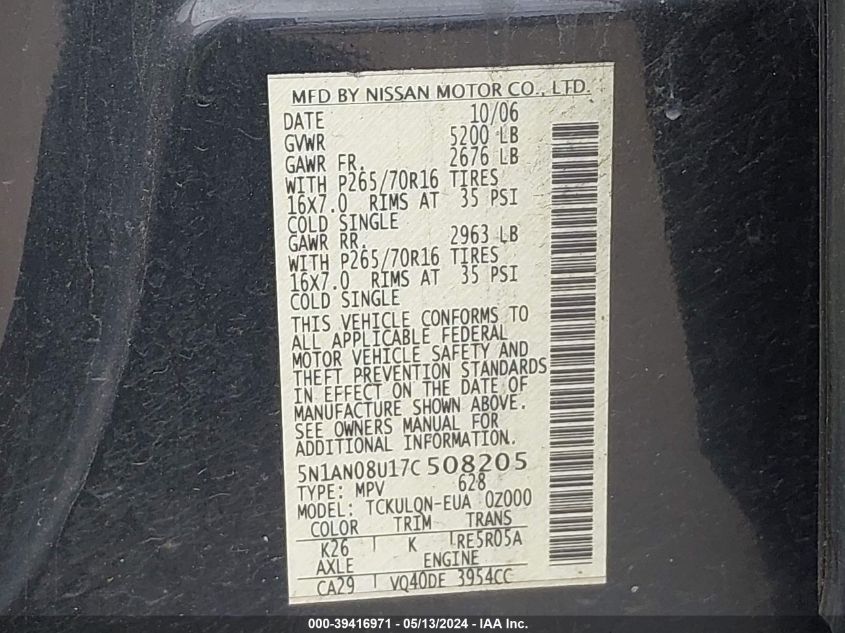 MFD BY NISSAN MOTOR CO., LTD.
DATE 10/06
GVWR 5200 LB
GAWR FR. 2676 LB
WITH P265/70R16 TIRES
16X7.0 RIMS AT 35 PSI
COLD SINGLE
GAWR RR. 2963 LB
WITH P265/70R16 TIRES
16X7.0 RIMS AT 35 PSI
COLD SINGLE
THIS VEHICLE CONFORMS TO
ALL APPLICABLE FEDERAL
MOTOR VEHICLE SAFETY AND
THEFT PREVENTION STANDARDS
IN EFFECT ON THE DATE OF
MANUFACTURE SHOWN ABOVE.
SEE OWNERS MANUAL FOR
ADDITIONAL INFORMATION.
5N1AN08U17C 508205
TYPE: MPV 628
MODEL: TCKULQN-EUA 0Z000
COLOR TRIM TRANS
K26 K RE5R05A
AXLE ENGINE
CA29 VQ40DE 3954CC
000-39416971 - 05/13/2024 - IAA Inc.